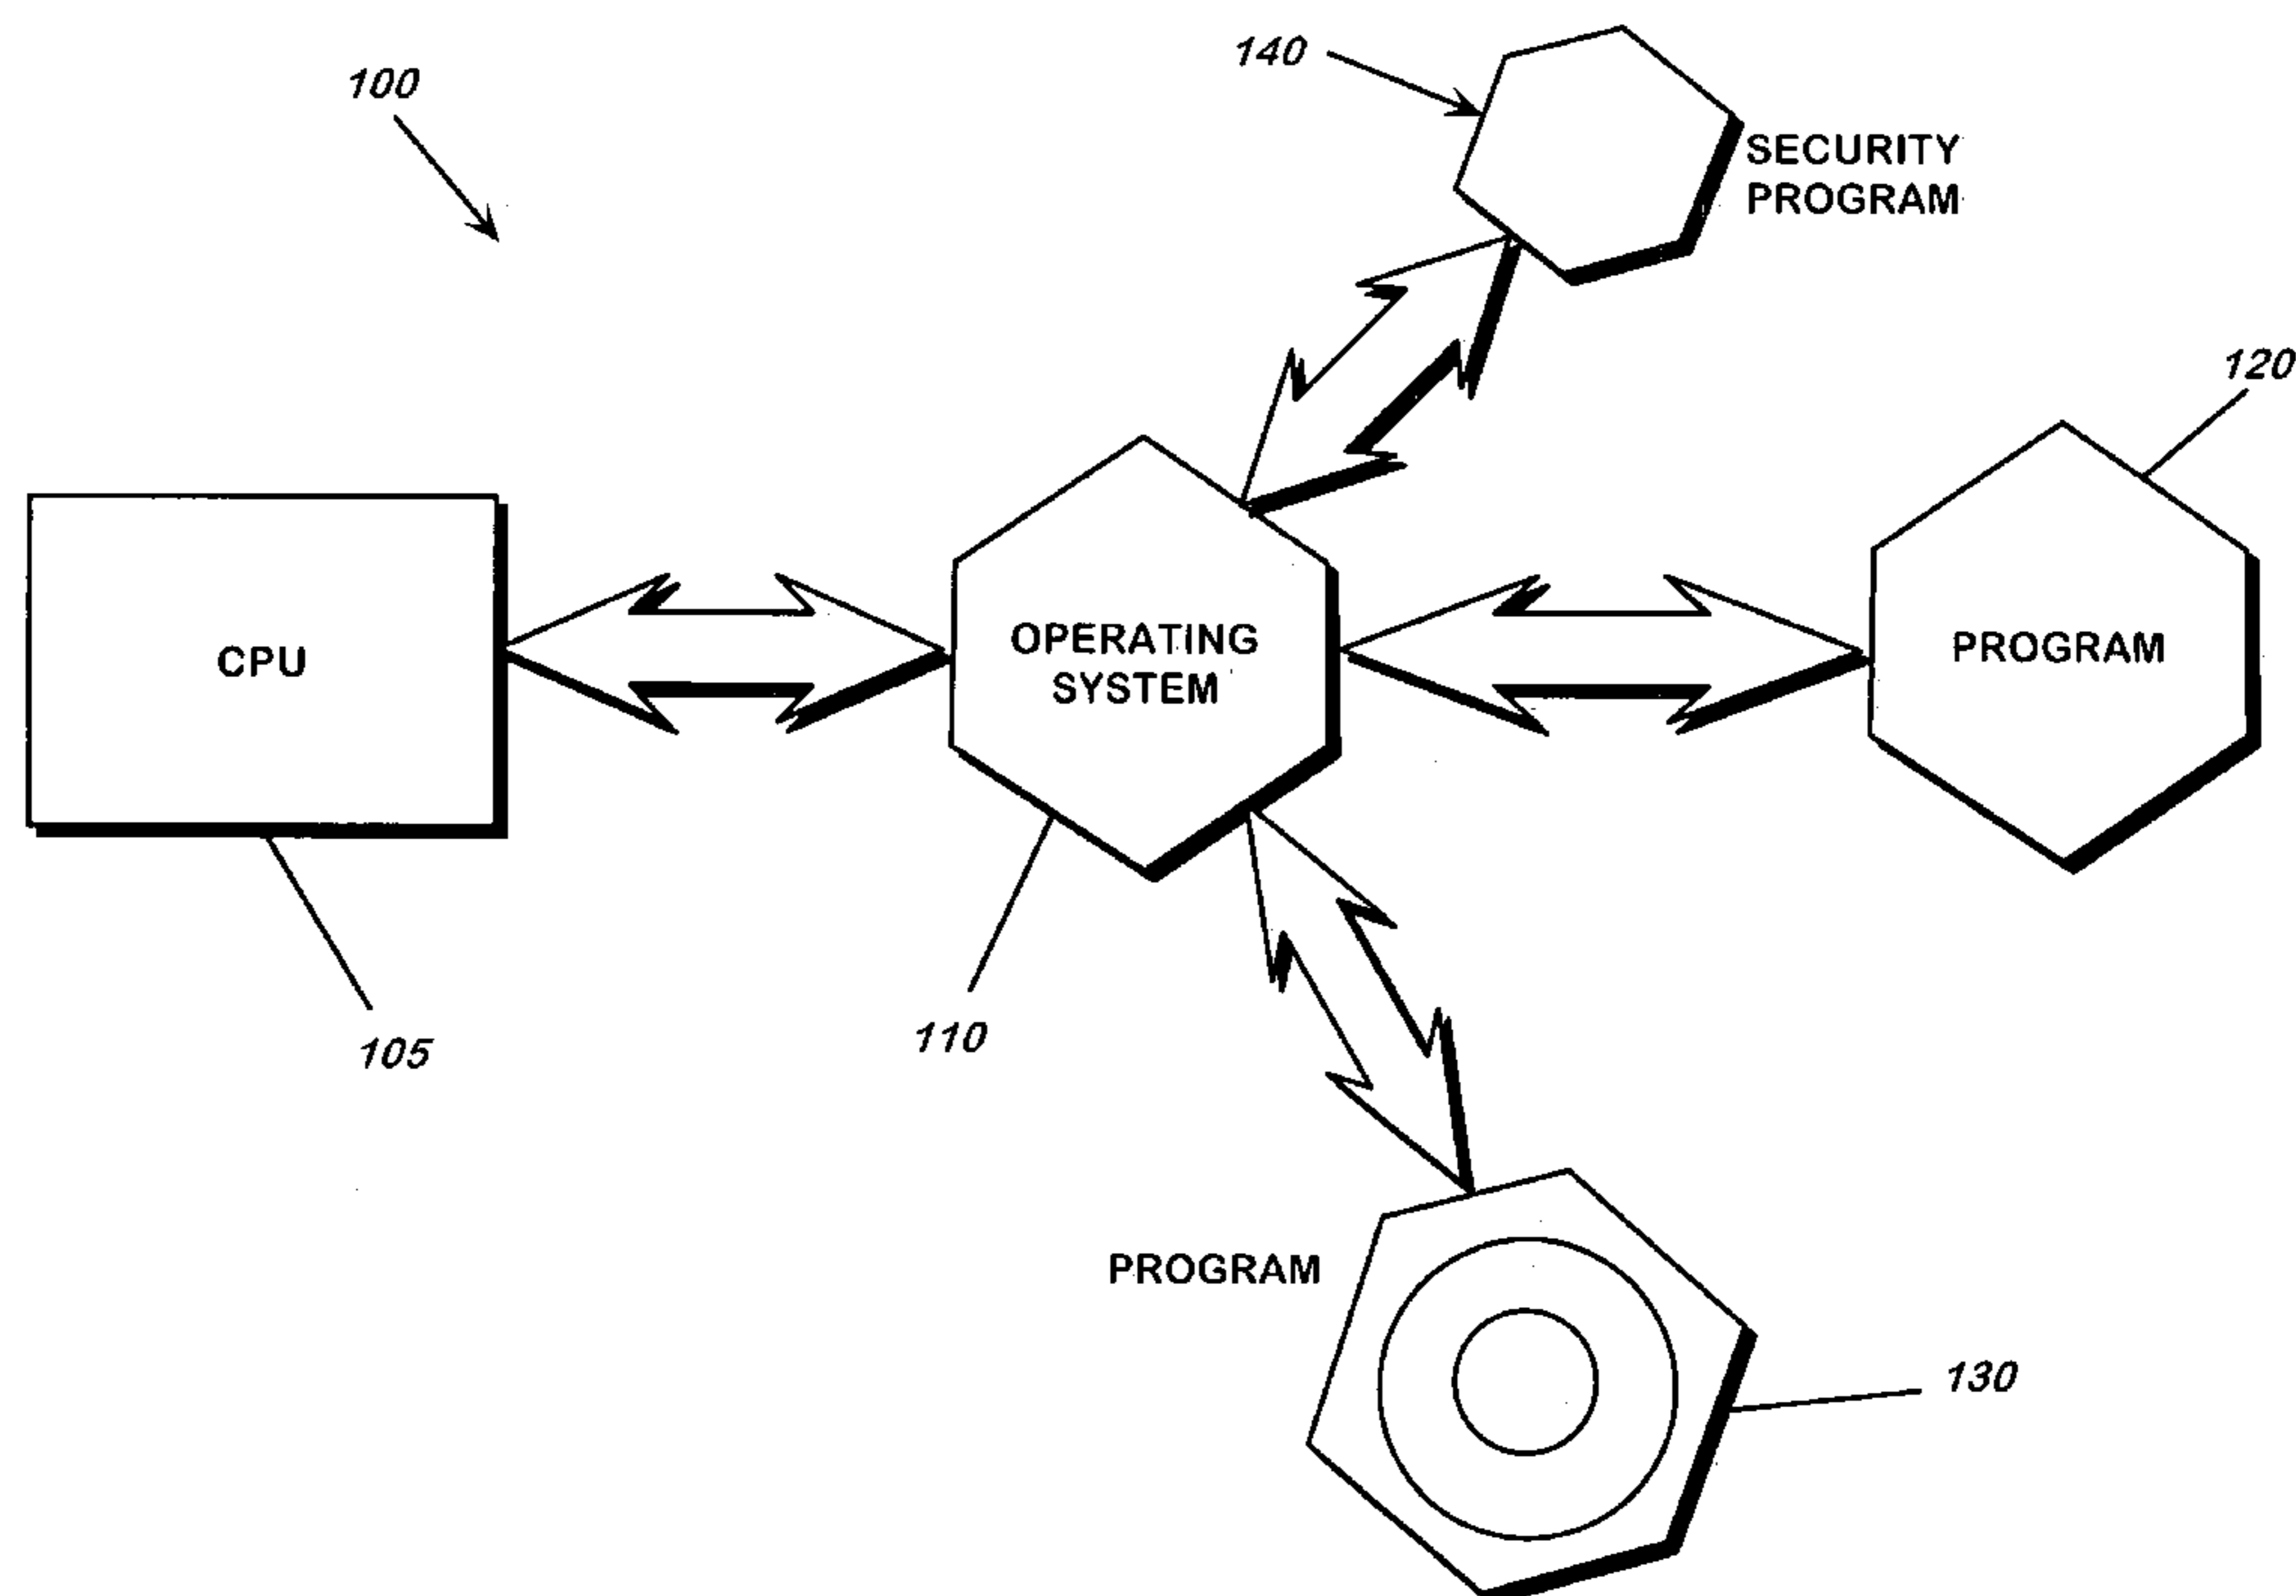 100
140
SECURITY
PROGRAM
120
CPU
OPERATING
SYSTEM
PROGRAM
110
105
PROGRAM
130